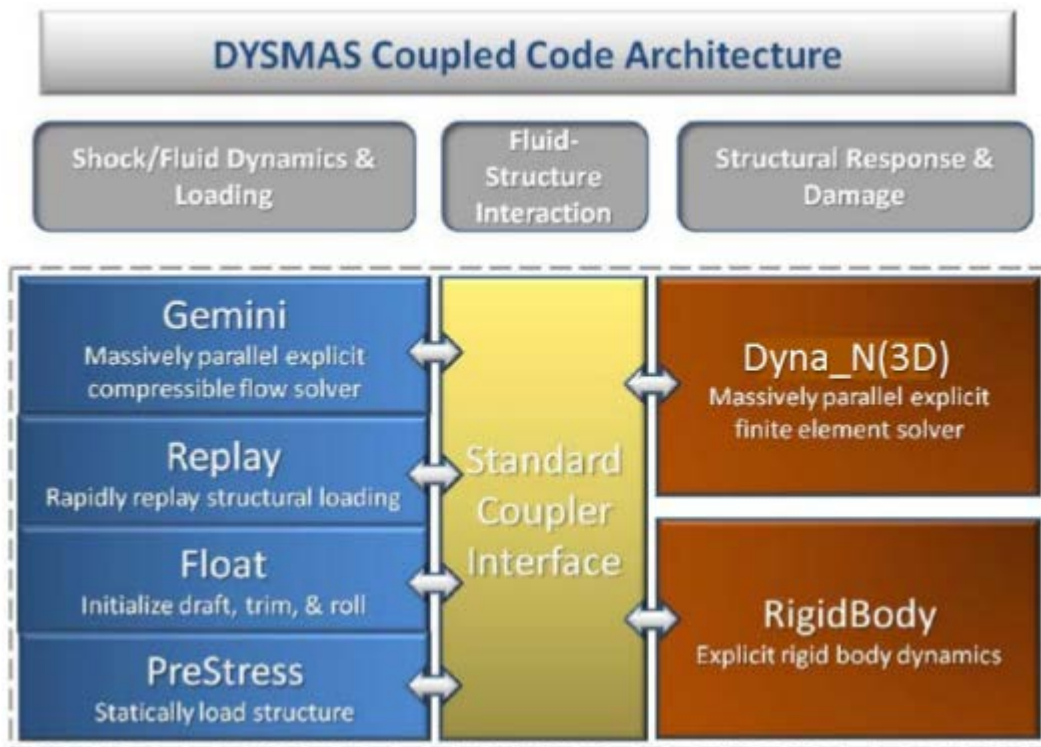 DYSMAS Coupled Code Architecture
Shock/Fluid Dynamics &
Loading
Fluid-
Structure
Interaction
Structural Response &
Damage
Gemini
Massively parallel explicit
compressible flow solver
Replay
Rapidly replay structural loading
Float
Initialize draft, trim, & roll
PreStress
Statically load structure
Standard
Coupler
Interface
Dyna_N(3D)
Massively parallel explicit
finite element solver
RigidBody
Explicit rigid body dynamics